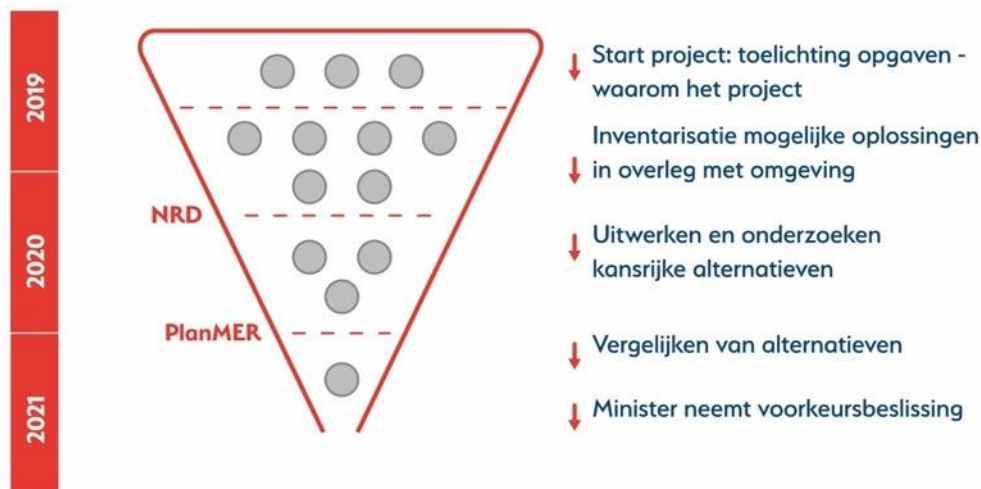 2019
2020
2021
NRD
PlanMER
Start project: toelichting opgaven -
waarom het project
Inventarisatie mogelijke oplossingen
in overleg met omgeving
Uitwerken en onderzoeken
kansrijke alternatieven
Vergelijken van alternatieven
Minister neemt voorkeursbeslissing